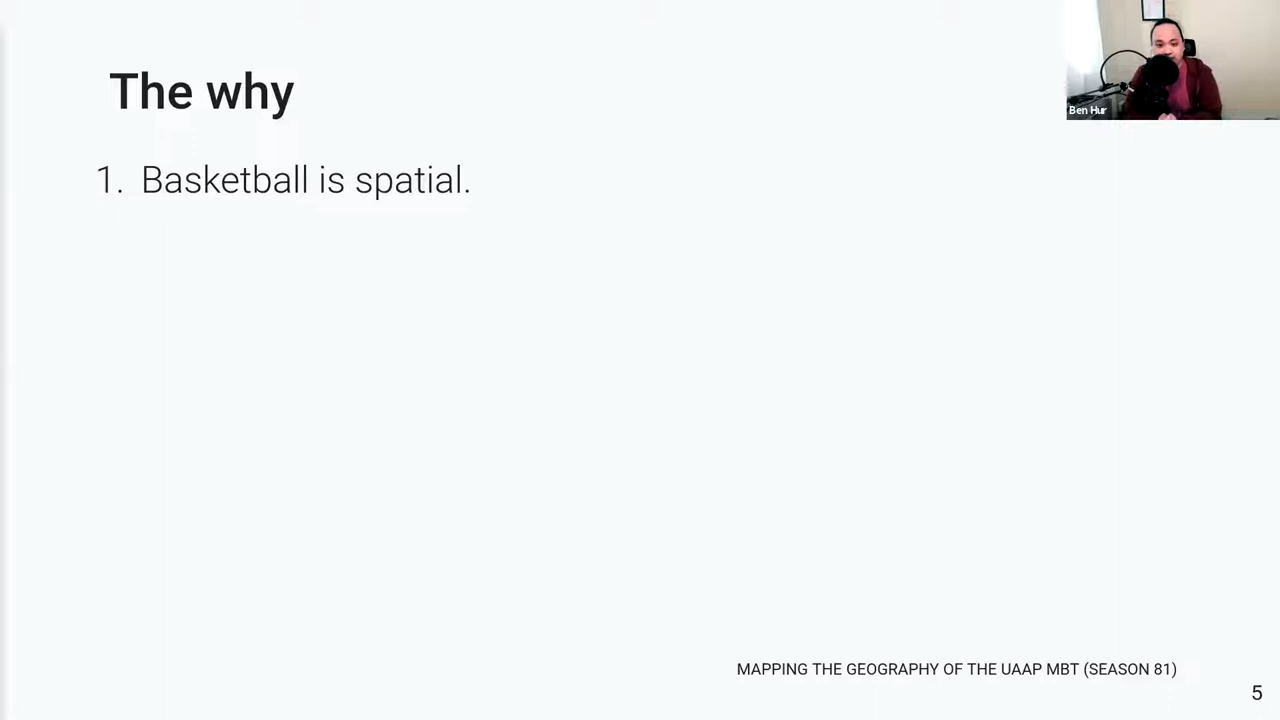 The why
Ben Hur
1. Basketball is spatial.
MAPPING THE GEOGRAPHY OF THE UAAP MBT (SEASON 81)
5